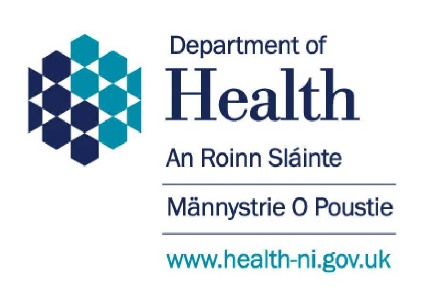 Department of
Health
An Roinn Sláinte
Männystrie O Poustie
www.health-ni.gov.uk